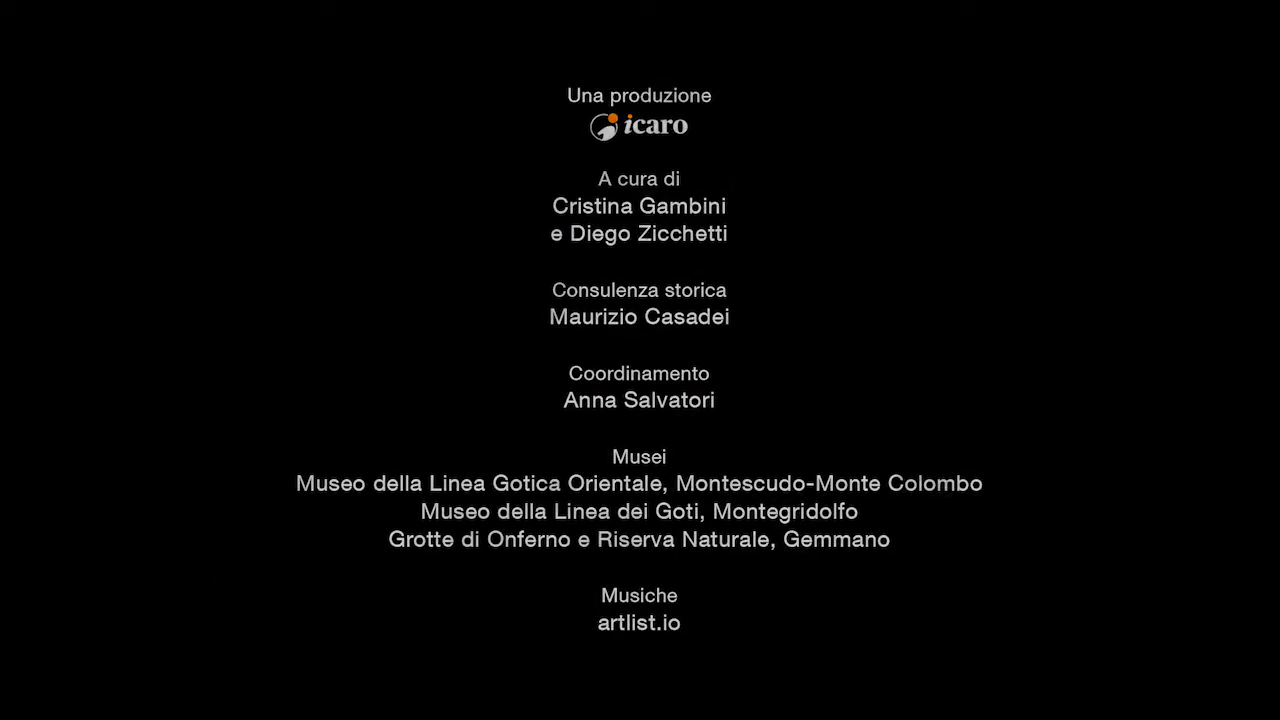 Una produzione
icaro
A cura di
Cristina Gambini
e Diego Zicchetti
Consulenza storica
Maurizio Casadei
Coordinamento
Anna Salvatori
Musei
Museo della Linea Gotica Orientale, Montescudo-Monte Colombo
Museo della Linea dei Goti, Montegridolfo
Grotte di Onferno e Riserva Naturale, Gemmano
Musiche
artlist.io